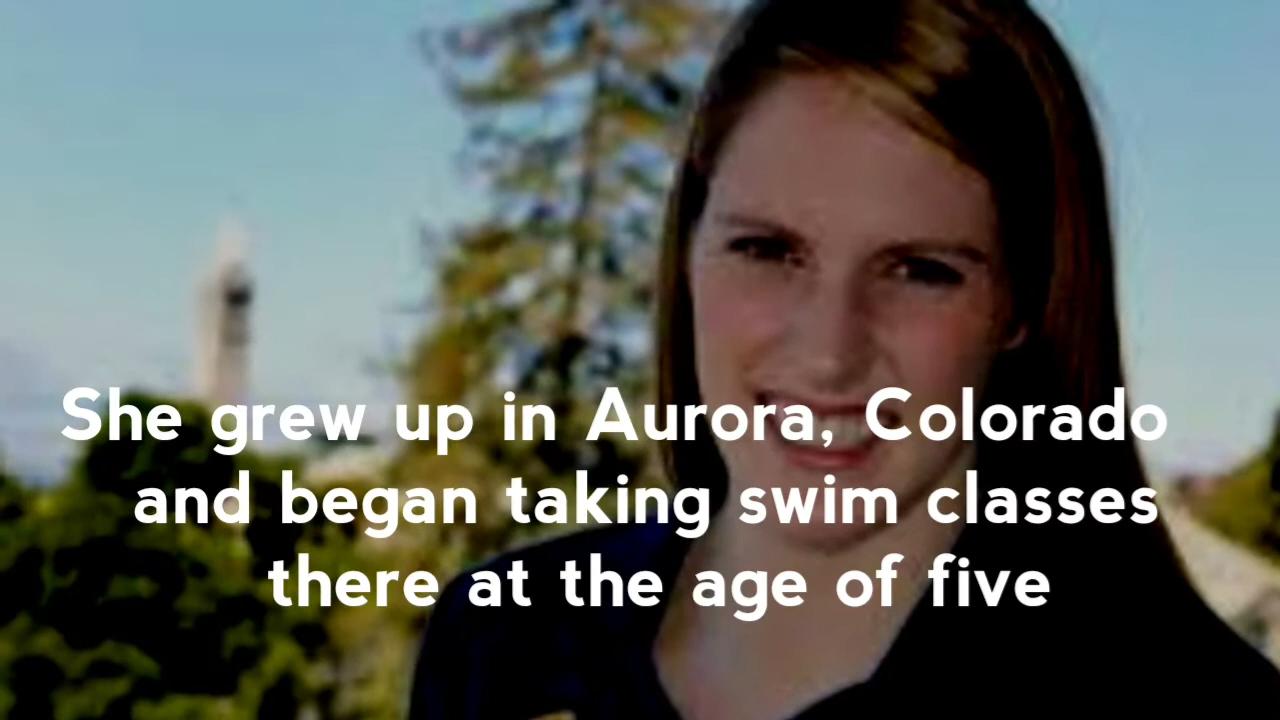 She grew up in Aurora, Colorado
and began taking swim classes
there at the age of five